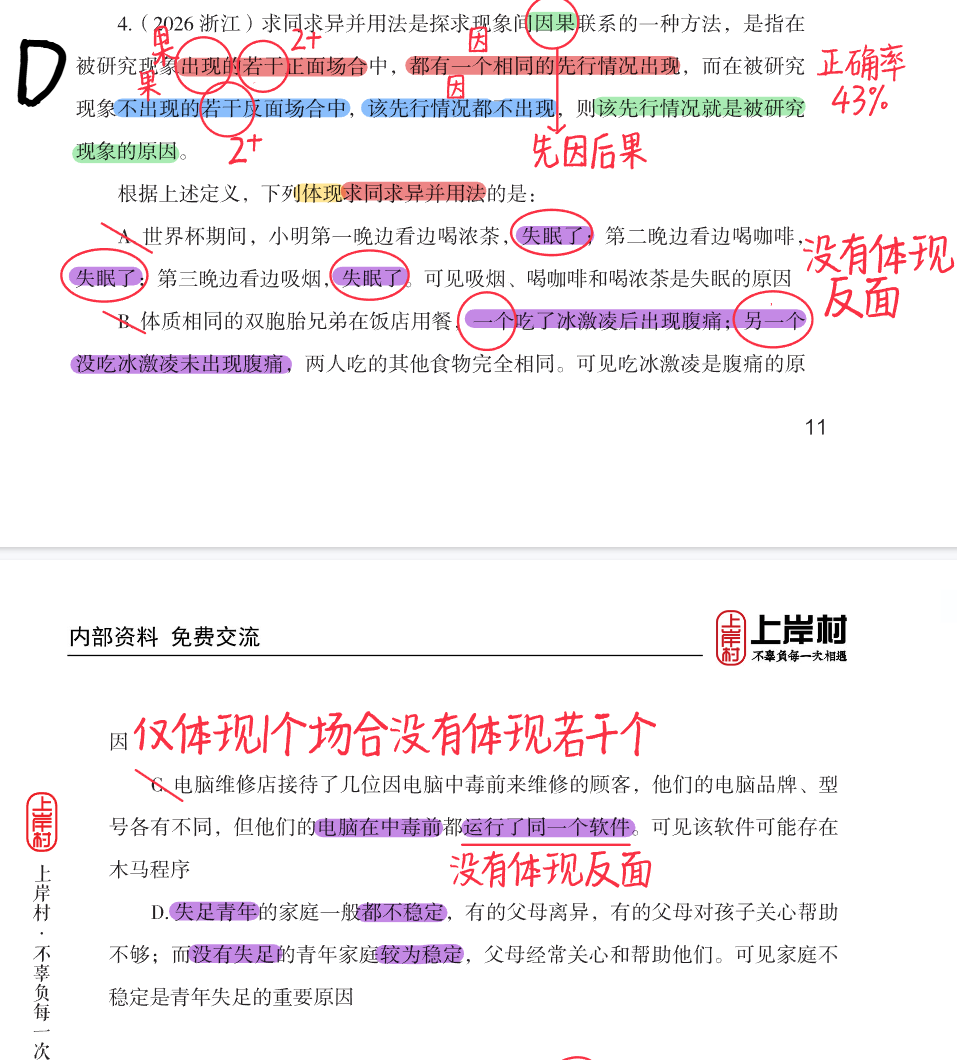 D
4.（2026 浙江）求同求异并用法是探求现象间因果联系的一种方法，是指在
果 2+ 因
被研究现象出现的若干正面场合中，都有一个相同的先行情况出现，而在被研究
正确率
43%
果 因
现象不出现的若干反面场合中，该先行情况都不出现，则该先行情况就是被研究
2+ 先因后果
现象的原因。
根据上述定义，下列体现求同求异并用法的是：
A. 世界杯期间，小明第一晚边看边喝浓茶，失眠了；第二晚边看边喝咖啡，
失眠了；第三晚边看边吸烟，失眠了。可见吸烟、喝咖啡和喝浓茶是失眠的原因
没有体现
反面
B. 体质相同的双胞胎兄弟在饭店用餐，一个吃了冰激凌后出现腹痛；另一个
没吃冰激凌未出现腹痛，两人吃的其他食物完全相同。可见吃冰激凌是腹痛的原
11
内部资料 免费交流
上岸村
上岸村
不辜负每一次相遇
因
仅体现1个场合没有体现若干个
C. 电脑维修店接待了几位因电脑中毒前来维修的顾客，他们的电脑品牌、型
号各有不同，但他们的电脑在中毒前都运行了同一个软件。可见该软件可能存在
木马程序
没有体现反面
D.失足青年的家庭一般都不稳定，有的父母离异，有的父母对孩子关心帮助
不够；而没有失足的青年家庭较为稳定，父母经常关心和帮助他们。可见家庭不
稳定是青年失足的重要原因
上岸村
上岸村·不辜负每一次